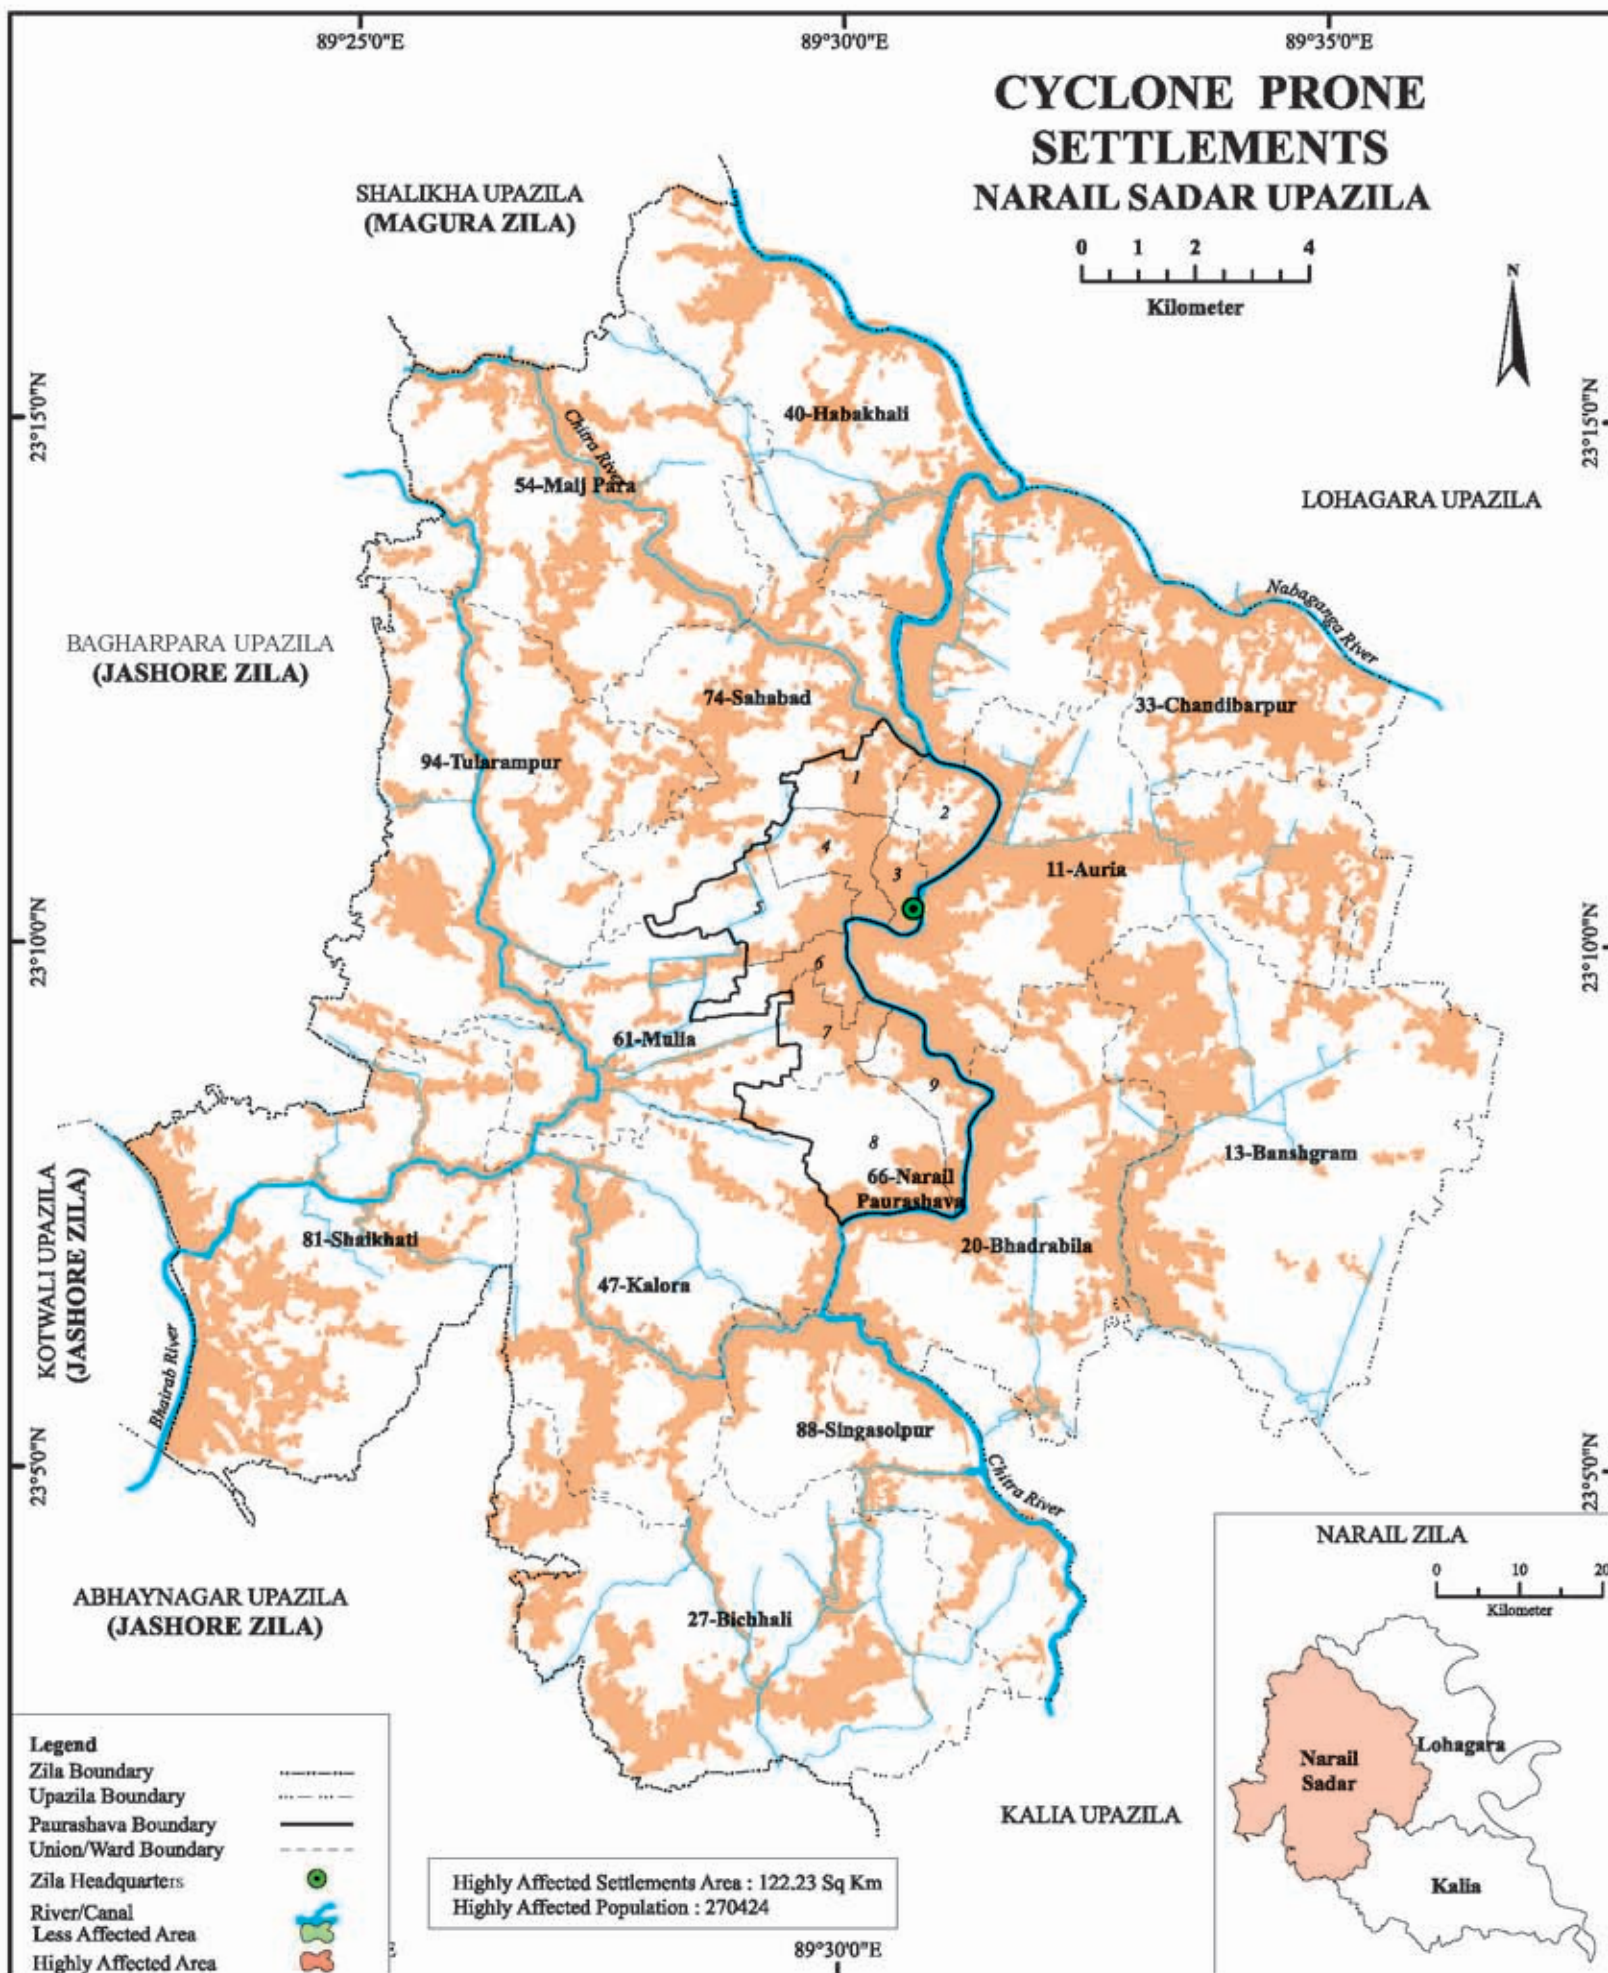 89°25'0"E
89°30'0"E
89°35'0"E
CYCLONE PRONE
SETTLEMENTS
NARAIL SADAR UPAZILA
0 1 2 4
Kilometer
N
SHALIKHA UPAZILA
(MAGURA ZILA)
23°15'0"N
23°15'0"N
40-Habakhali
Chitra River
54-Maij Para
LOHAGARA UPAZILA
Nabaganga River
BAGHARPARA UPAZILA
(JASHORE ZILA)
74-Sahabad
33-Chandibarpur
94-Tularampur
1
2
4
3
11-Auria
5
23°10'0"N
23°10'0"N
6
7
61-Mulia
9
8
13-Banshgram
66-Narail
Paurashava
KOTWALI UPAZILA
(JASHORE ZILA)
81-Shaikhati
20-Bhadrabila
47-Kalora
Bhairab River
88-Singasolpur
23°5'0"N
23°5'0"N
Chitra River
ABHAYNAGAR UPAZILA
(JASHORE ZILA)
27-Bichhali
KALIA UPAZILA
NARAIL ZILA
0 10 20
Kilometer
Lohagara
Narail
Sadar
Kalia
Legend
Zila Boundary
Upazila Boundary
Paurashava Boundary
Union/Ward Boundary
Zila Headquarters
River/Canal
Less Affected Area
Highly Affected Area
Highly Affected Settlements Area : 122.23 Sq Km
Highly Affected Population : 270424
E
89°30'0"E